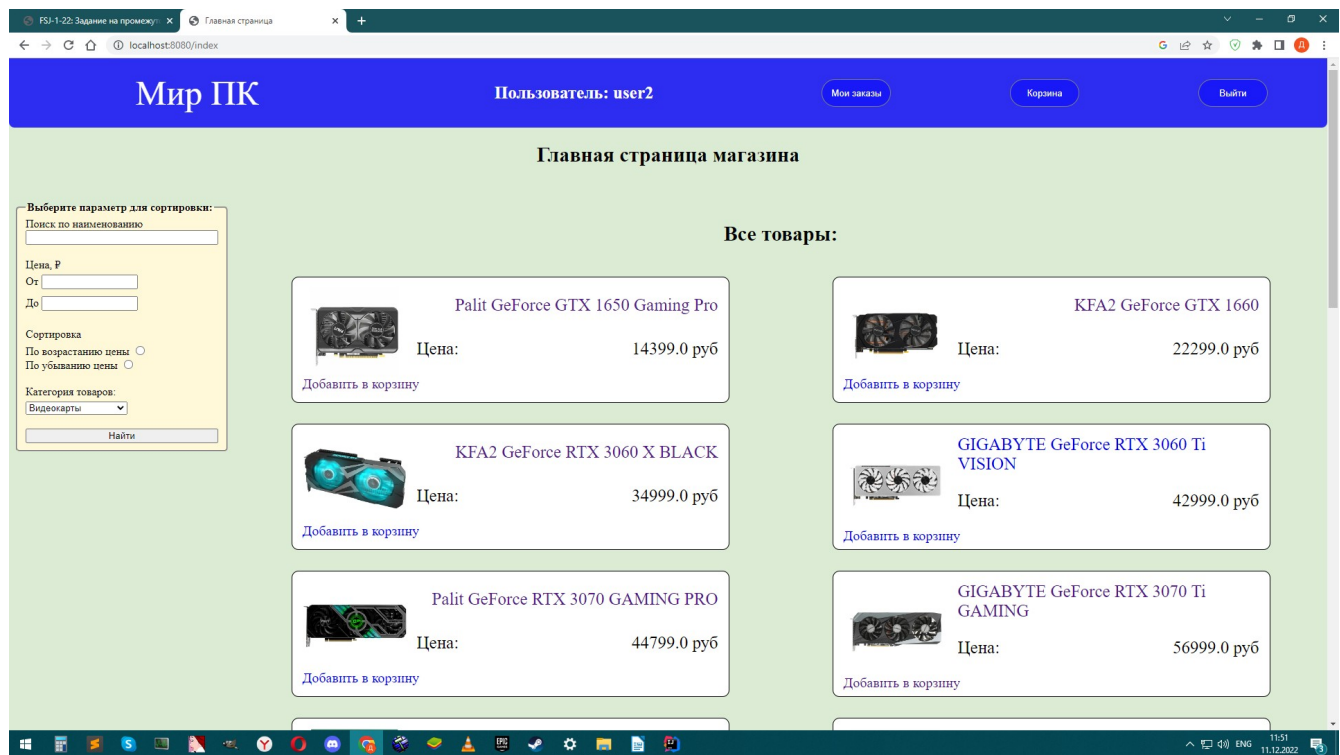 FSJ-1-22: Задание на промежут
Главная страница
localhost:8080/index
Мир ПК
Пользователь: user2
Мои заказы
Корзина
Выйти
Главная страница магазина
Выберите параметр для сортировки:
Поиск по наименованию
Цена, ₽
От
До
Сортировка
По возрастанию цены
По убыванию цены
Категория товаров:
Видеокарты
Найти
Все товары:
Palit GeForce GTX 1650 Gaming Pro
Цена: 14399.0 руб
Добавить в корзину
KFA2 GeForce GTX 1660
Цена: 22299.0 руб
Добавить в корзину
KFA2 GeForce RTX 3060 X BLACK
Цена: 34999.0 руб
Добавить в корзину
GIGABYTE GeForce RTX 3060 Ti
VISION
Цена: 42999.0 руб
Добавить в корзину
Palit GeForce RTX 3070 GAMING PRO
Цена: 44799.0 руб
Добавить в корзину
GIGABYTE GeForce RTX 3070 Ti
GAMING
Цена: 56999.0 руб
Добавить в корзину
ENG
11:51
11.12.2022